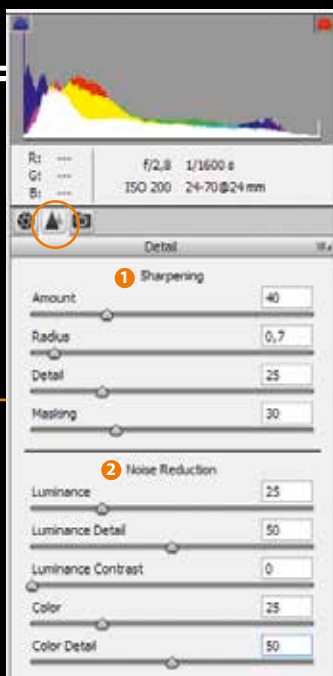 R: ---
G: ---
B: ---
f/2,8 1/1600 s
ISO 200 24-70@24 mm
Detail
1 Sharpening
Amount 40
Radius 0,7
Detail 25
Masking 30
2 Noise Reduction
Luminance 25
Luminance Detail 50
Luminance Contrast 0
Color 25
Color Detail 50